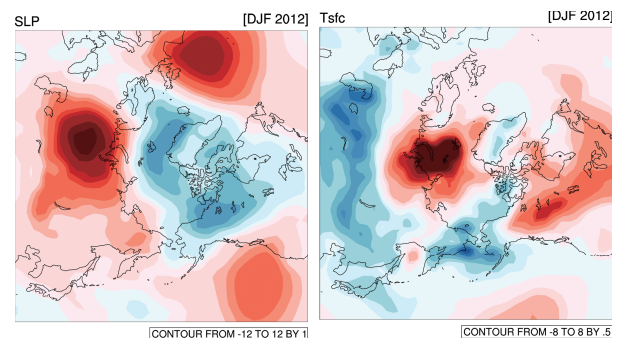 SLP [DJF 2012]
Tsfc [DJF 2012]
CONTOUR FROM -12 TO 12 BY 1
CONTOUR FROM -8 TO 8 BY .5